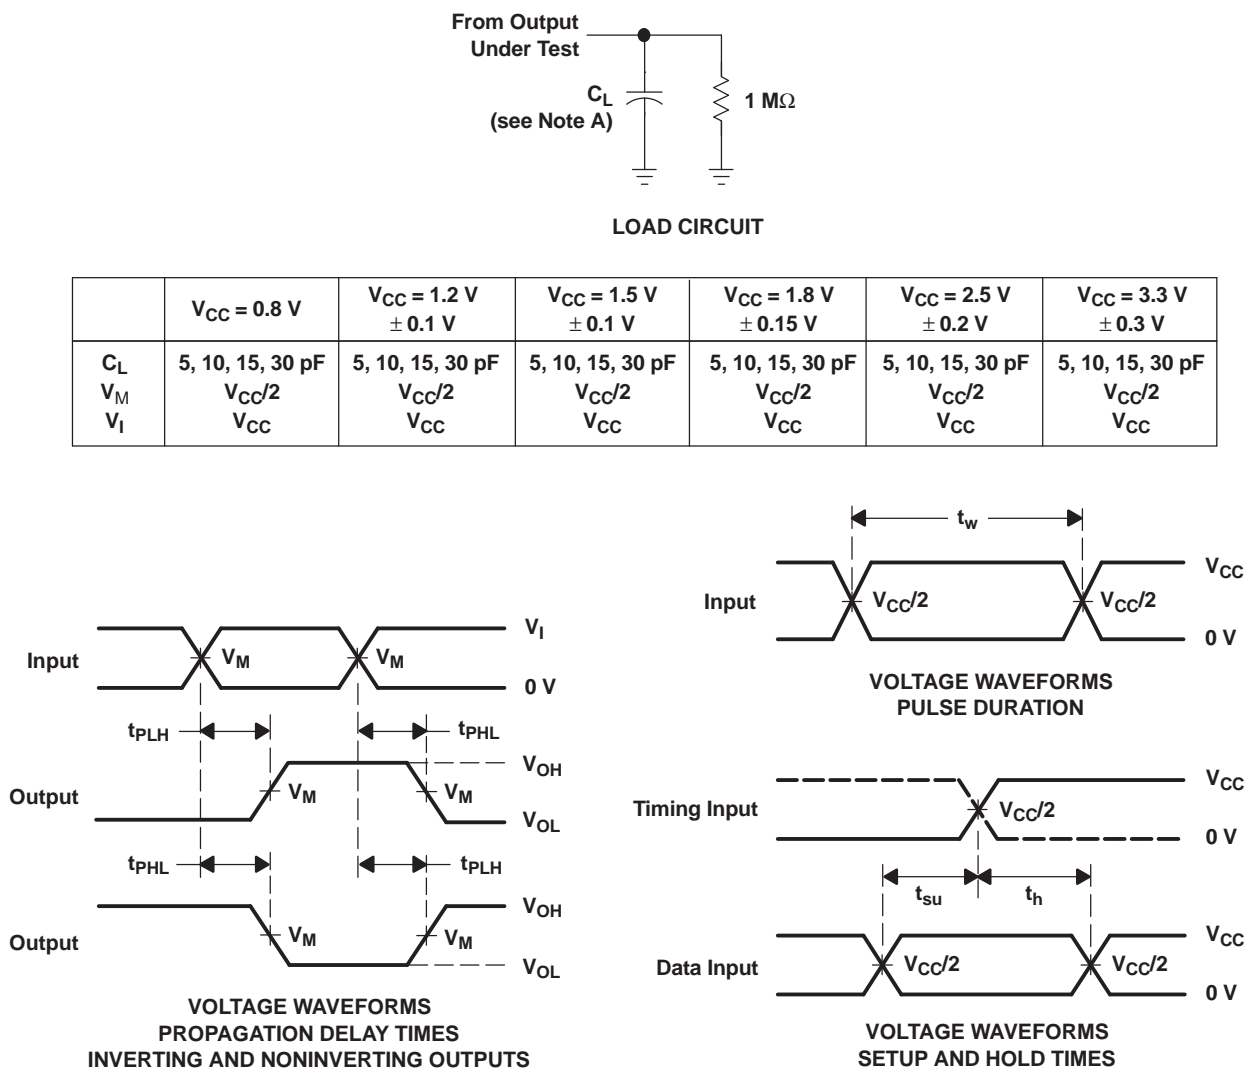 From Output
Under Test
CL
(see Note A)
1 MΩ
LOAD CIRCUIT
VCC = 0.8 V
VCC = 1.2 V
± 0.1 V
VCC = 1.5 V
± 0.1 V
VCC = 1.8 V
± 0.15 V
VCC = 2.5 V
± 0.2 V
VCC = 3.3 V
± 0.3 V
CL 5, 10, 15, 30 pF 5, 10, 15, 30 pF 5, 10, 15, 30 pF 5, 10, 15, 30 pF 5, 10, 15, 30 pF 5, 10, 15, 30 pF
VM VCC/2 VCC/2 VCC/2 VCC/2 VCC/2 VCC/2
VI VCC VCC VCC VCC VCC VCC
Input
VM
VM
VI
0 V
tPLH
tPHL
Output
VM
VM
VOH
VOL
tPHL
tPLH
Output
VM
VM
VOH
VOL
VOLTAGE WAVEFORMS
PROPAGATION DELAY TIMES
INVERTING AND NONINVERTING OUTPUTS
tw
Input
VCC/2
VCC/2
VCC
0 V
VOLTAGE WAVEFORMS
PULSE DURATION
Timing Input
VCC/2
VCC
0 V
tsu
th
Data Input
VCC/2
VCC/2
VCC
0 V
VOLTAGE WAVEFORMS
SETUP AND HOLD TIMES